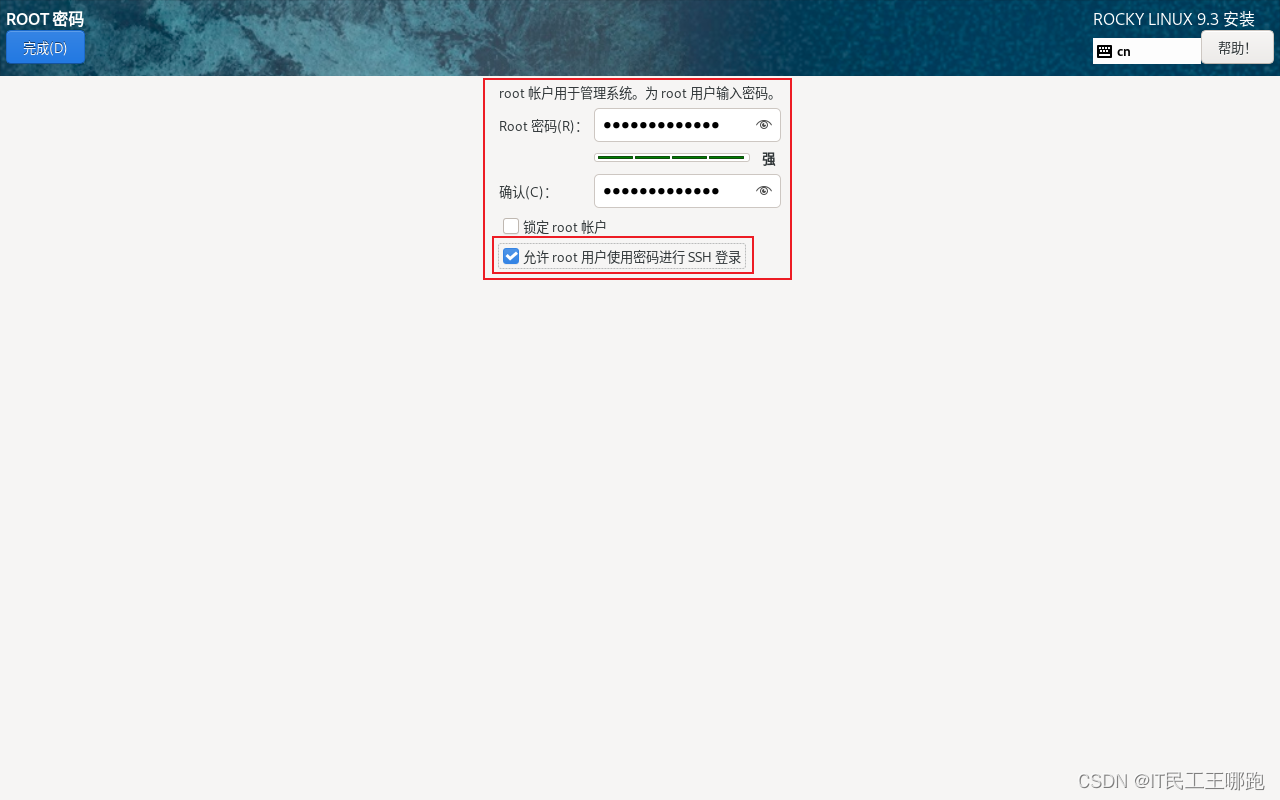 ROOT 密码
完成(D)
ROCKY LINUX 9.3 安装
cn
帮助！
root 帐户用于管理系统。为 root 用户输入密码。
Root 密码(R)：
●●●●●●●●●●●●●
强
确认(C)：
●●●●●●●●●●●●●
锁定 root 帐户
允许 root 用户使用密码进行 SSH 登录
CSDN @IT民工王哪跑